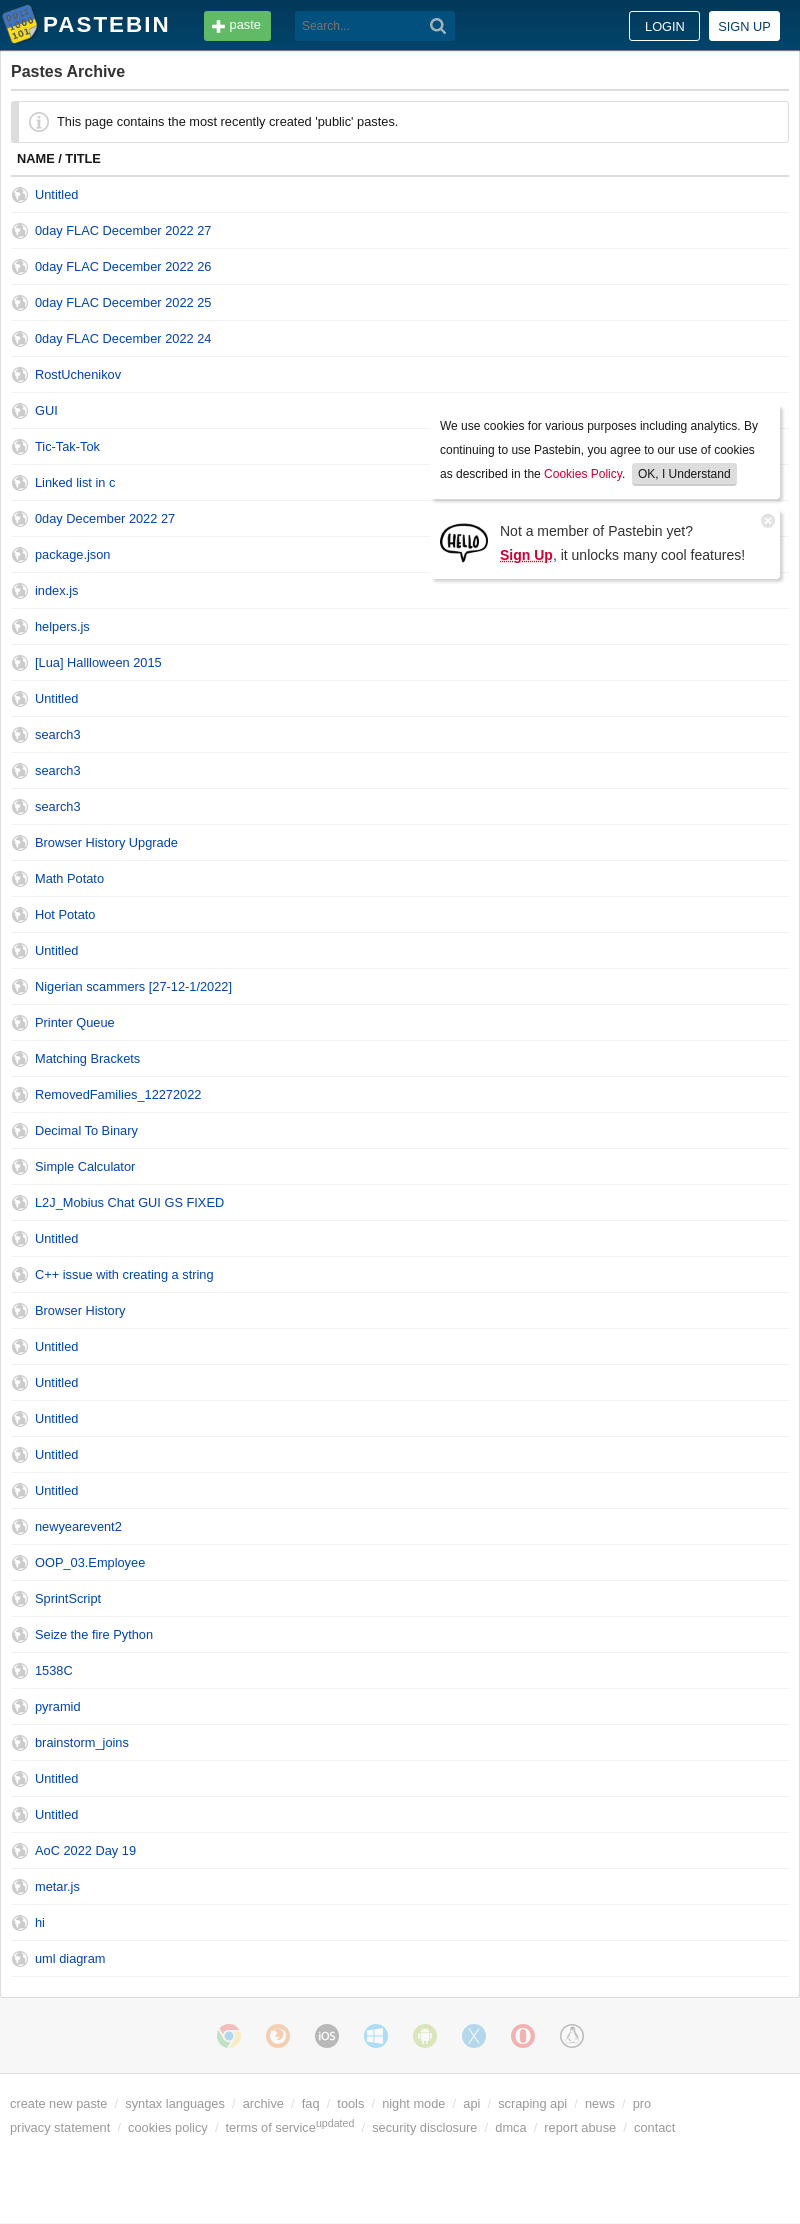 PASTEBIN
paste
Search...
LOGIN
SIGN UP
Pastes Archive
This page contains the most recently created 'public' pastes.
NAME / TITLE
Untitled
0day FLAC December 2022 27
0day FLAC December 2022 26
0day FLAC December 2022 25
0day FLAC December 2022 24
RostUchenikov
GUI
Tic-Tak-Tok
Linked list in c
0day December 2022 27
package.json
index.js
helpers.js
[Lua] Hallloween 2015
Untitled
search3
search3
search3
Browser History Upgrade
Math Potato
Hot Potato
Untitled
Nigerian scammers [27-12-1/2022]
Printer Queue
Matching Brackets
RemovedFamilies_12272022
Decimal To Binary
Simple Calculator
L2J_Mobius Chat GUI GS FIXED
Untitled
C++ issue with creating a string
Browser History
Untitled
Untitled
Untitled
Untitled
Untitled
newyearevent2
OOP_03.Employee
SprintScript
Seize the fire Python
1538C
pyramid
brainstorm_joins
Untitled
Untitled
AoC 2022 Day 19
metar.js
hi
uml diagram
We use cookies for various purposes including analytics. By
continuing to use Pastebin, you agree to our use of cookies
as described in the Cookies Policy. OK, I Understand
HELLO
Not a member of Pastebin yet?
Sign Up, it unlocks many cool features!
iOS
create new paste / syntax languages / archive / faq / tools / night mode / api / scraping api / news / pro
privacy statement / cookies policy / terms of serviceupdated / security disclosure / dmca / report abuse / contact